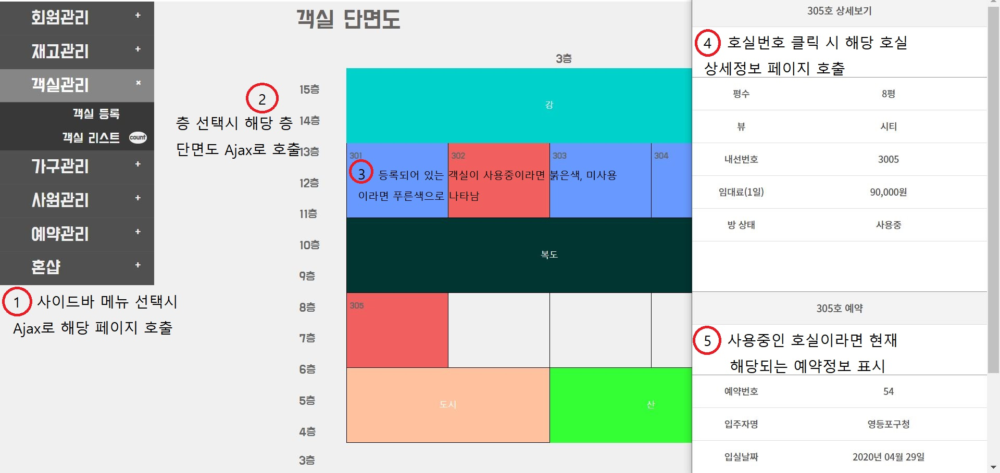 회원관리 +
재고관리 +
객실관리 ×
객실 등록
객실 리스트 count
가구관리 +
사원관리 +
예약관리 +
혼샵 +
1 사이드바 메뉴 선택시
Ajax로 해당 페이지 호출
객실 단면도
2
층 선택시 해당 층
단면도 Ajax로 호출
15층
14층
13층
12층
11층
10층
9층
8층
7층
6층
5층
4층
3층
3층
강
301 302 303 304
3 등록되어 있는 객실이 사용중이라면 붉은색, 미사용
이라면 푸른색으로 나타남
복도
305
도시 산
305호 상세보기
4 호실번호 클릭 시 해당 호실
상세정보 페이지 호출
평수 8평
뷰 시티
내선번호 3005
임대료(1일) 90,000원
방 상태 사용중
305호 예약
5 사용중인 호실이라면 현재
해당되는 예약정보 표시
예약번호 54
입주자명 영등포구청
입실날짜 2020년 04월 29일